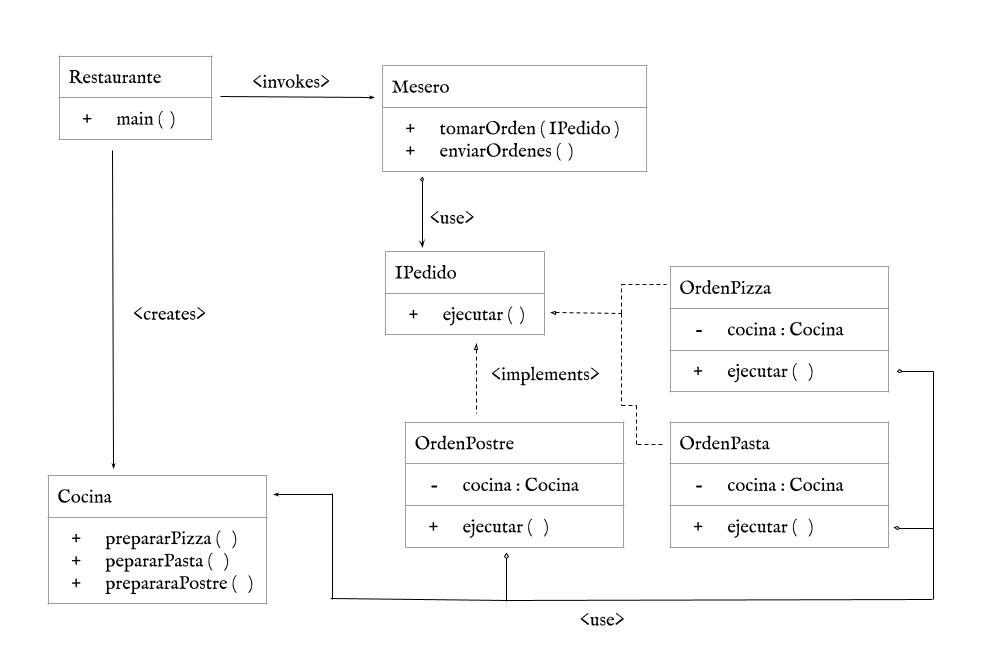 Restaurante
+ main ( )
<invokes>
Mesero
+ tomarOrden ( IPedido )
+ enviarOrdenes ( )
<use>
IPedido
+ ejecutar ( )
<creates>
<implements>
OrdenPizza
- cocina : Cocina
+ ejecutar ( )
OrdenPostre
- cocina : Cocina
+ ejecutar ( )
OrdenPasta
- cocina : Cocina
+ ejecutar ( )
Cocina
+ prepararPizza ( )
+ pepararPasta ( )
+ prepararaPostre ( )
<use>